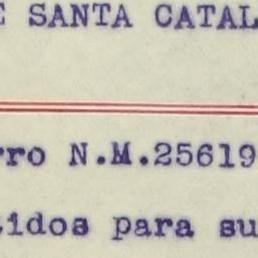 E SANTA CATAL
rro N.M.25619
idos para su